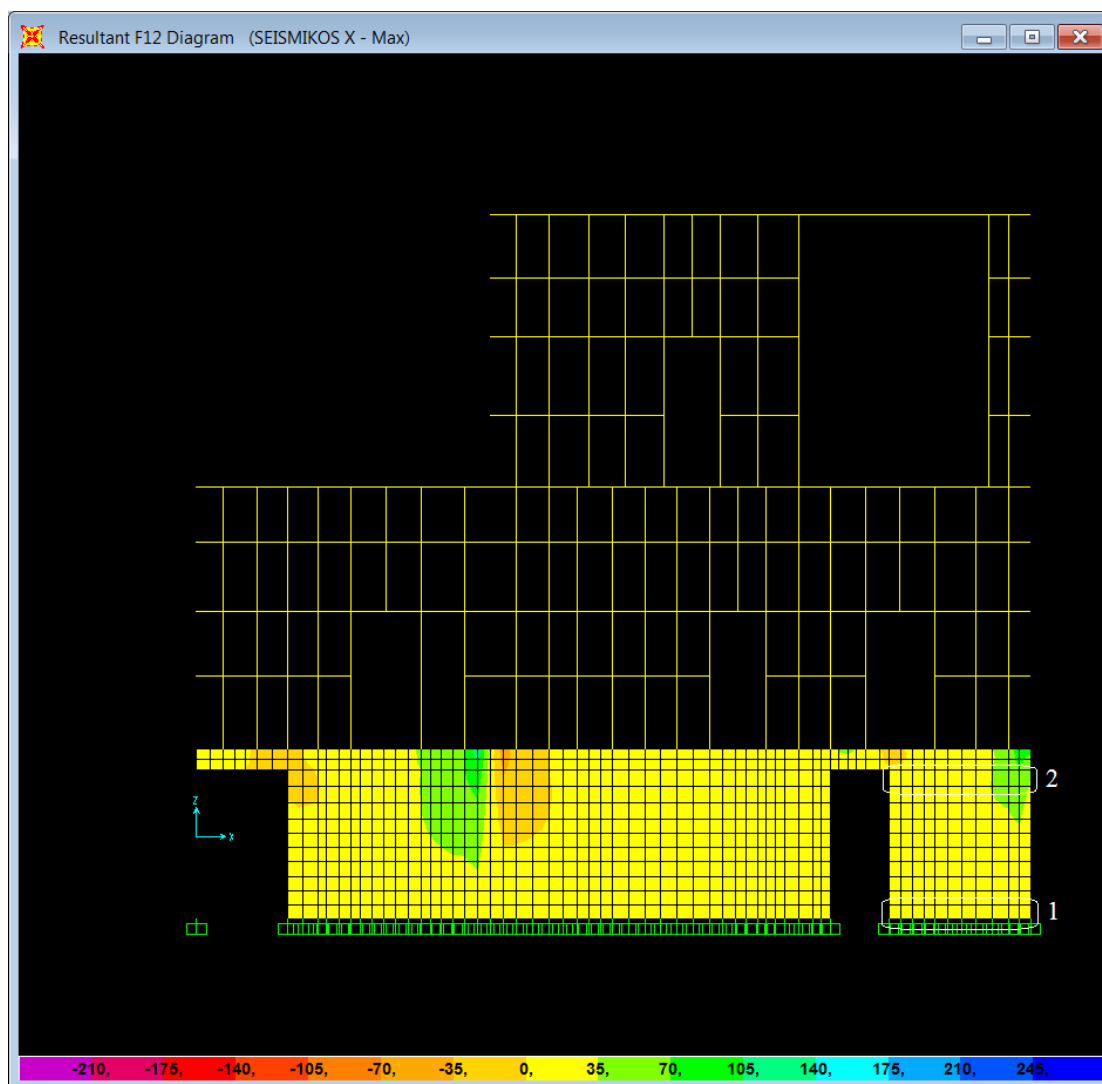 Resultant F12 Diagram (SEISMIKOS X - Max)
Z
X
2
1
-210, -175, -140, -105, -70, -35, 0, 35, 70, 105, 140, 175, 210, 245,